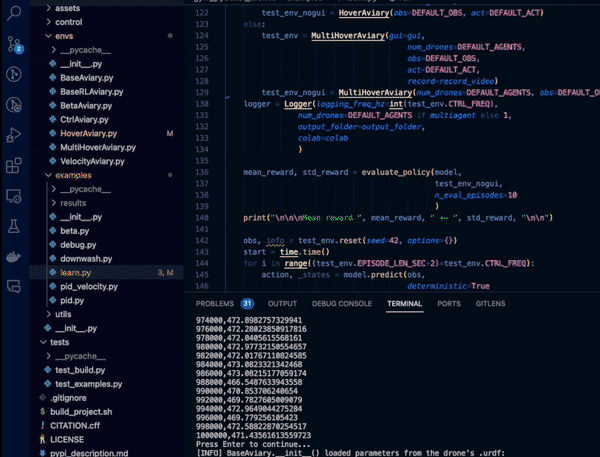 assets
control
envs
__pycache__
__init__.py
BaseAviary.py
BaseRLAviary.py
BetaAviary.py
CtrlAviary.py
HoverAviary.py M
MultiHoverAviary.py
VelocityAviary.py
examples
__pycache__
results
__init__.py
beta.py
debug.py
downwash.py
learn.py 3, M
pid_velocity.py
pid.py
utils
__init__.py
tests
__pycache__
test_build.py
test_examples.py
.gitignore
build_project.sh
CITATION.cff
LICENSE
pypi_description.md
2
122 test_env_nogui = HoverAviary(obs=DEFAULT_OBS, act=DEFAULT_ACT)
123 else:
124 test_env = MultiHoverAviary(gui=gui,
125 num_drones=DEFAULT_AGENTS,
126 obs=DEFAULT_OBS,
127 act=DEFAULT_ACT,
128 record=record_video)
129 test_env_nogui = MultiHoverAviary(num_drones=DEFAULT_AGENTS, obs=DEFAULT_O
130 logger = Logger(logging_freq_hz=int(test_env.CTRL_FREQ),
131 num_drones=DEFAULT_AGENTS if multiagent else 1,
132 output_folder=output_folder,
133 colab=colab
134 )
135
136 mean_reward, std_reward = evaluate_policy(model,
137 test_env_nogui,
138 n_eval_episodes=10
139 )
140 print("\n\n\nMean reward ", mean_reward, " +- ", std_reward, "\n\n")
141
142 obs, info = test_env.reset(seed=42, options={})
143 start = time.time()
144 for i in range((test_env.EPISODE_LEN_SEC+2)*test_env.CTRL_FREQ):
145 action, _states = model.predict(obs,
146 deterministic=True
PROBLEMS 31 OUTPUT DEBUG CONSOLE TERMINAL PORTS GITLENS
974000,472.8982757329941
976000,472.28023850917816
978000,472.0405615568161
980000,472.97732150554657
982000,472.01767110824585
984000,473.0823321342468
986000,473.08215177059174
988000,466.5487633943558
990000,470.853706240654
992000,469.7827605009079
994000,472.9649044275284
996000,469.779256105423
998000,472.58822870254517
1000000,471.43561613559723
Press Enter to continue...
[INFO] BaseAviary.__init__() loaded parameters from the drone's .urdf: